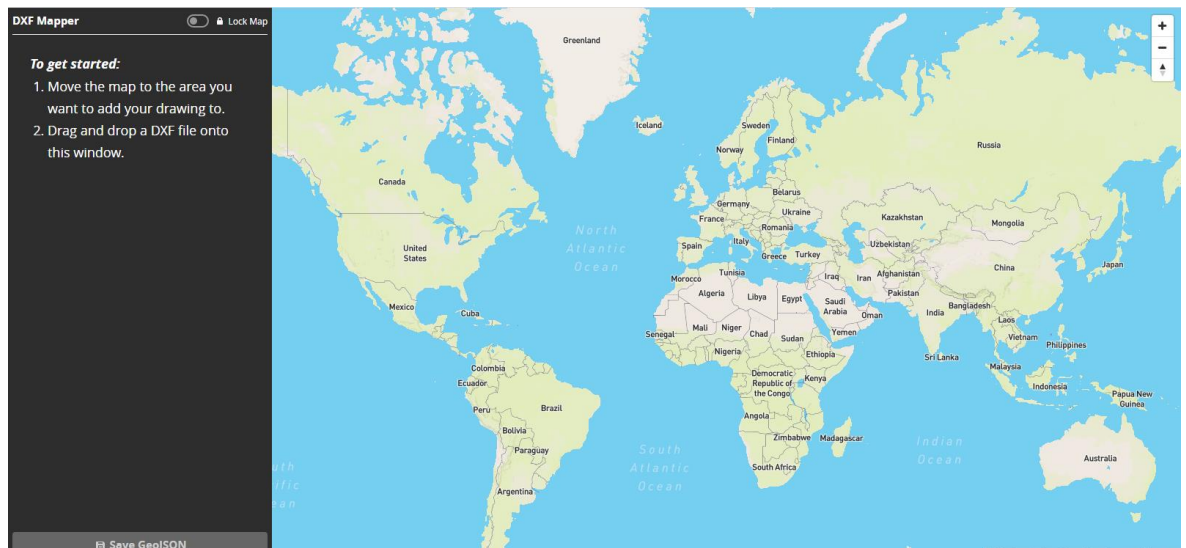 DXF Mapper
Lock Map
To get started:
1. Move the map to the area you
want to add your drawing to.
2. Drag and drop a DXF file onto
this window.
Save GeoJSON
Greenland
Iceland
Sweden
Finland
Norway
Russia
Canada
Belarus
Germany
Ukraine
France
Kazakhstan
Mongolia
Romania
North
Atlantic
Ocean
United
States
Spain
Italy
Uzbekistan
Greece
Turkey
Japan
China
Morocco
Tunisia
Iraq
Iran
Afghanistan
Algeria
Libya
Egypt
Saudi
Arabia
Pakistan
Mexico
Cuba
Oman
India
Bangladesh
Laos
Mali
Niger
Chad
Sudan
Yemen
Senegal
Vietnam
Philippines
Nigeria
Ethiopia
Sri Lanka
Colombia
Malaysia
Democratic
Republic of
the Congo
Kenya
Ecuador
Indonesia
Papua New
Guinea
Peru
Brazil
Angola
Bolivia
Zimbabwe
Madagascar
Indian
Ocean
Paraguay
South
Atlantic
Ocean
Australia
South Africa
uth
ific
ean
Argentina